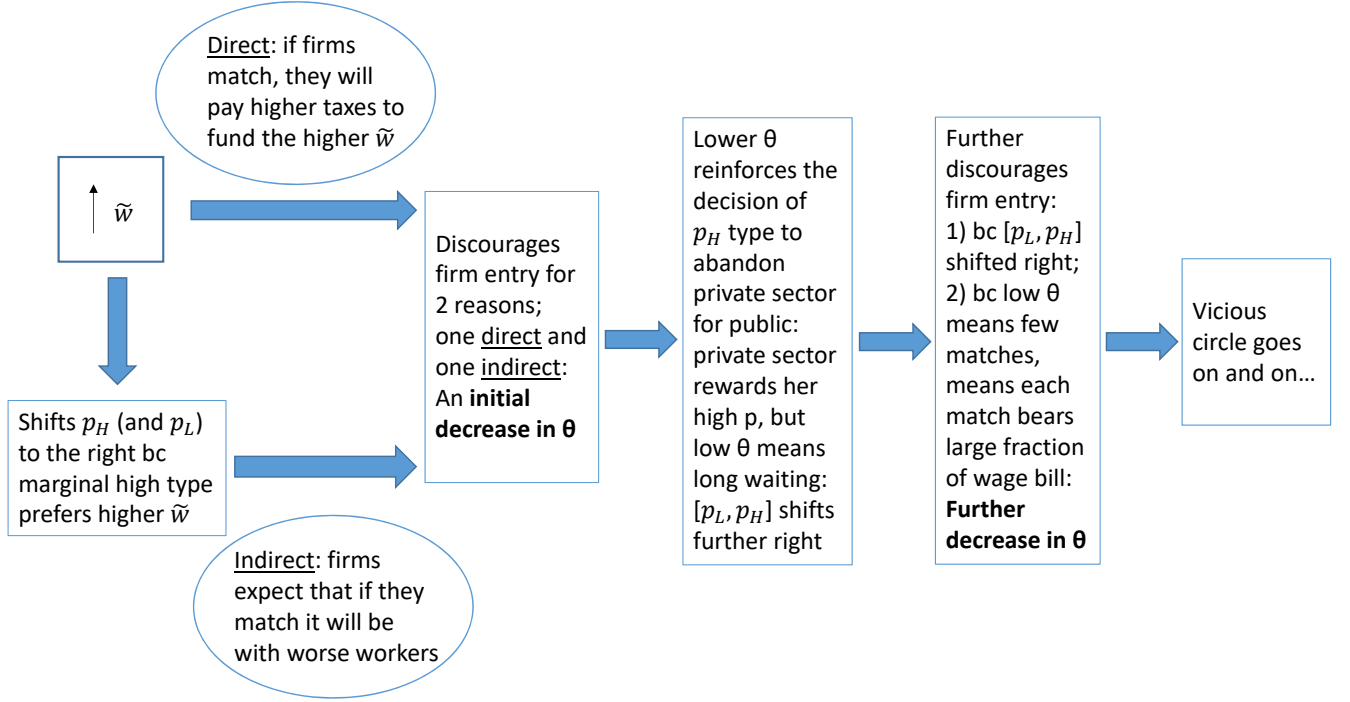 Direct: if firms
match, they will
pay higher taxes to
fund the higher w̃
w̃
Shifts p_H (and p_L)
to the right bc
marginal high type
prefers higher w̃
Indirect: firms
expect that if they
match it will be
with worse workers
Discourages
firm entry for
2 reasons;
one direct and
one indirect:
An initial
decrease in θ
Lower θ
reinforces the
decision of
p_H type to
abandon
private sector
for public:
private sector
rewards her
high p, but
low θ means
long waiting:
[p_L, p_H] shifts
further right
Further
discourages
firm entry:
1) bc [p_L, p_H]
shifted right;
2) bc low θ
means few
matches,
means each
match bears
large fraction
of wage bill:
Further
decrease in θ
Vicious
circle goes
on and on…